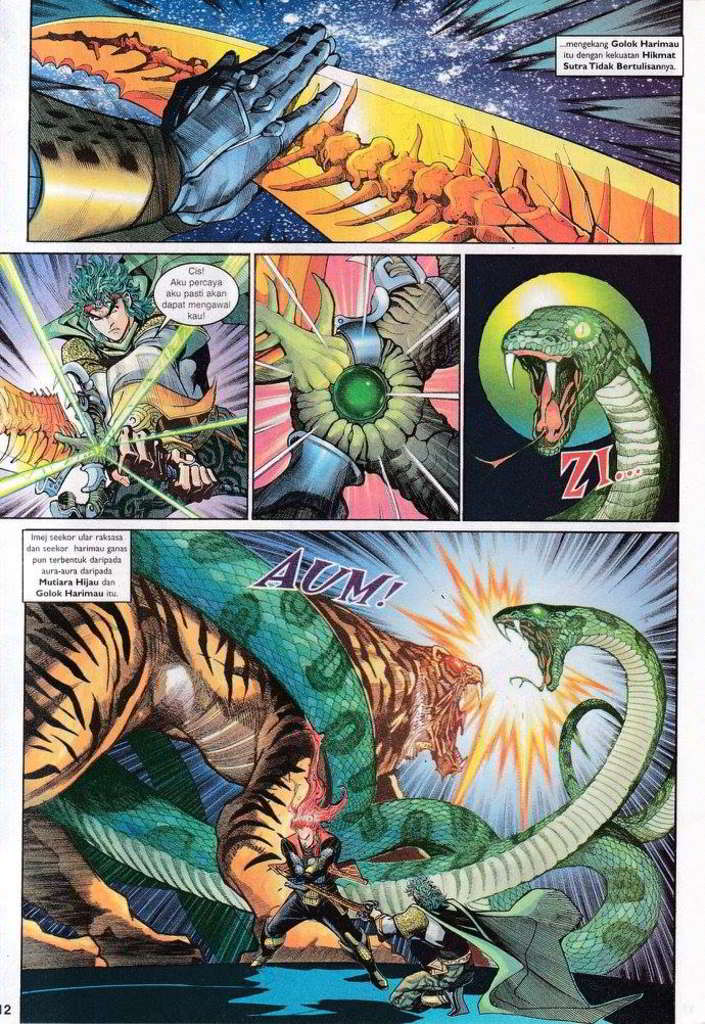 ...mengekang Golok Harimau
itu dengan kekuatan Hikmat
Sutra Tidak Bertulisannya.
Cis!
Aku percaya
aku pasti akan
dapat mengawal
kau!
ZI...
Imej seekor ular raksasa
dan seekor harimau ganas
pun terbentuk daripada
aura-aura daripada
Mutiara Hijau dan
Golok Harimau itu.
AUM!
12